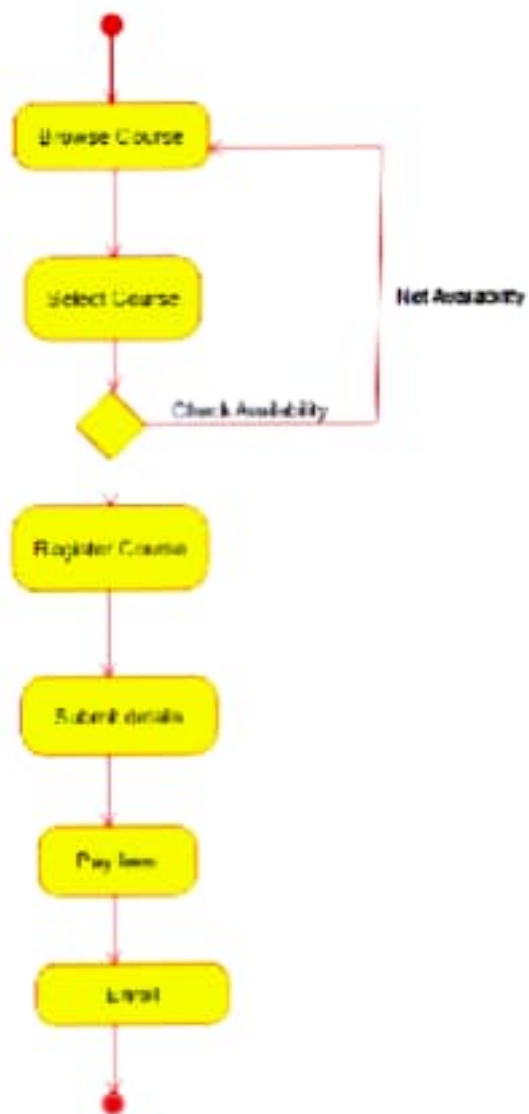 Browse Course
Select Course
Not Availability
Check Availability
Register Course
Submit details
Pay fees
Enroll